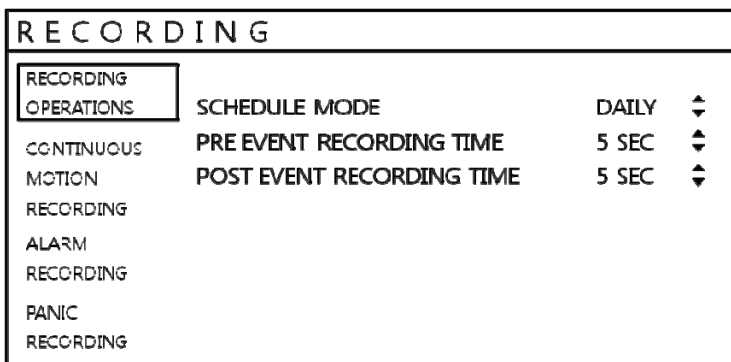 RECORDING
RECORDING
OPERATIONS
SCHEDULE MODE DAILY
PRE EVENT RECORDING TIME 5 SEC
POST EVENT RECORDING TIME 5 SEC
CONTINUOUS
MOTION
RECORDING
ALARM
RECORDING
PANIC
RECORDING